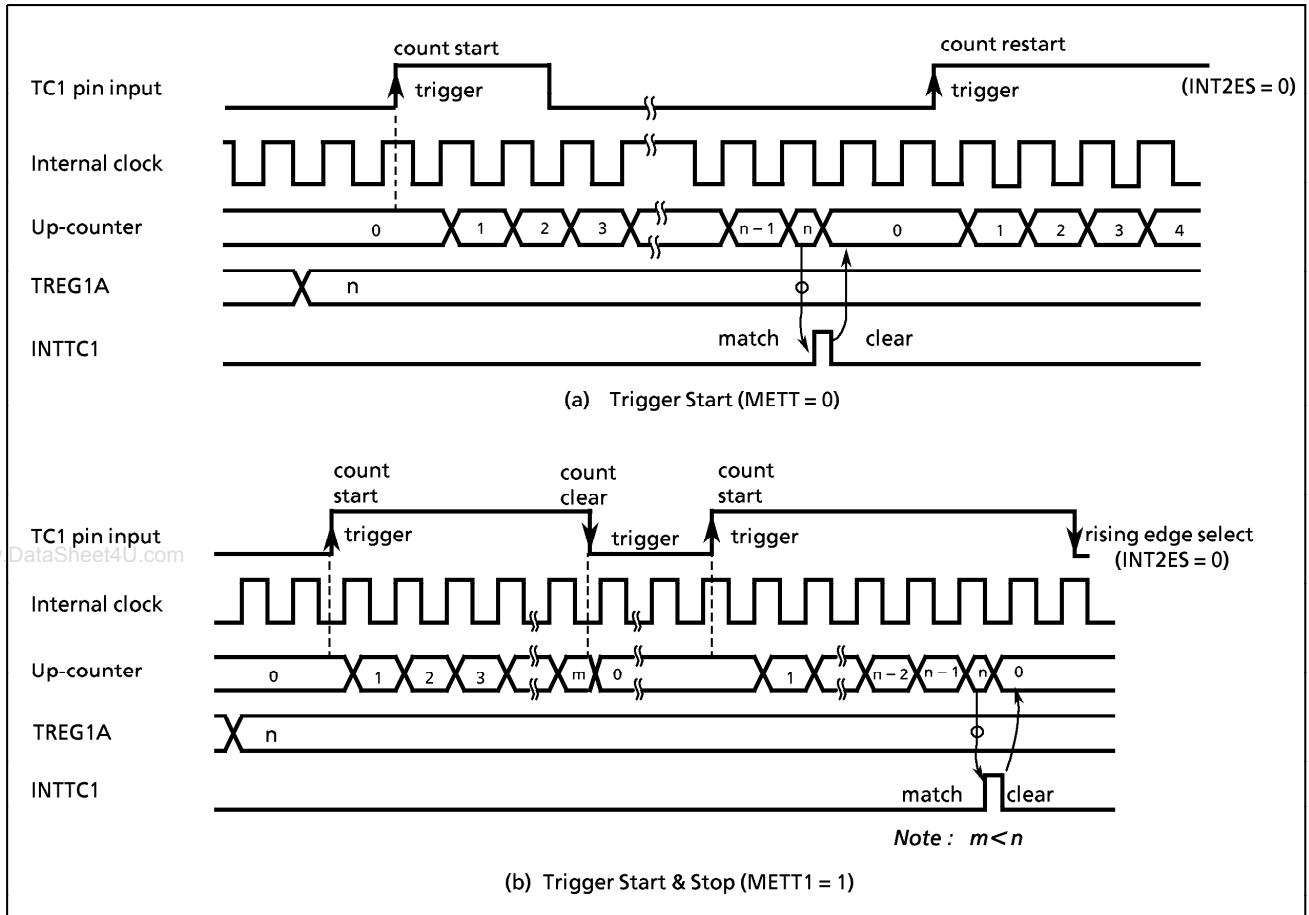 count start
count restart
TC1 pin input
trigger
trigger
(INT2ES = 0)
Internal clock
Up-counter
0
1
2
3
n – 1
n
0
1
2
3
4
TREG1A
n
INTTC1
match
clear
(a) Trigger Start (METT = 0)
count start
count clear
count start
TC1 pin input
trigger
trigger
trigger
rising edge select
(INT2ES = 0)
.DataSheet4U.com
Internal clock
Up-counter
0
1
2
3
m
0
1
n – 2
n – 1
n
0
TREG1A
n
INTTC1
match
clear
Note : m<n
(b) Trigger Start & Stop (METT1 = 1)